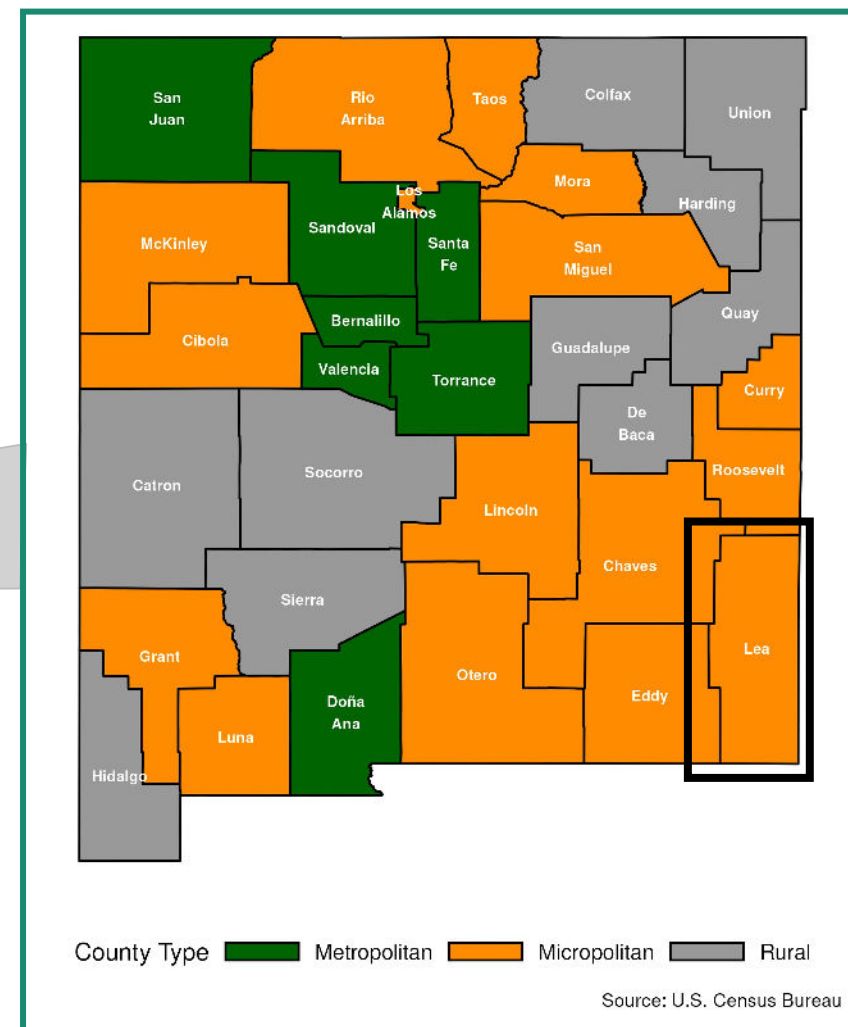 San
Juan
Rio
Arriba
Taos
Colfax
Union
Mora
Harding
Los
Alamos
Sandoval
Santa
Fe
McKinley
San
Miguel
Quay
Bernalillo
Cibola
Guadalupe
Valencia
Torrance
Curry
De
Baca
Roosevelt
Catron
Socorro
Lincoln
Chaves
Sierra
Lea
Grant
Otero
Eddy
Doña
Ana
Luna
Hidalgo
County Type Metropolitan Micropolitan Rural
Source: U.S. Census Bureau